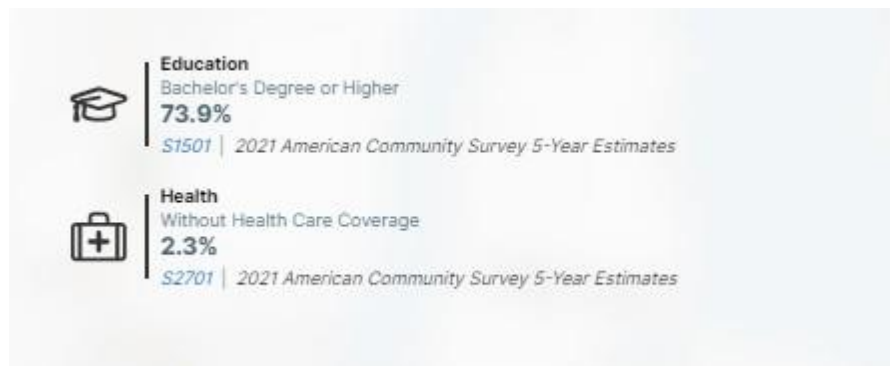 Education
Bachelor's Degree or Higher
73.9%
S1501 | 2021 American Community Survey 5-Year Estimates
Health
Without Health Care Coverage
2.3%
S2701 | 2021 American Community Survey 5-Year Estimates